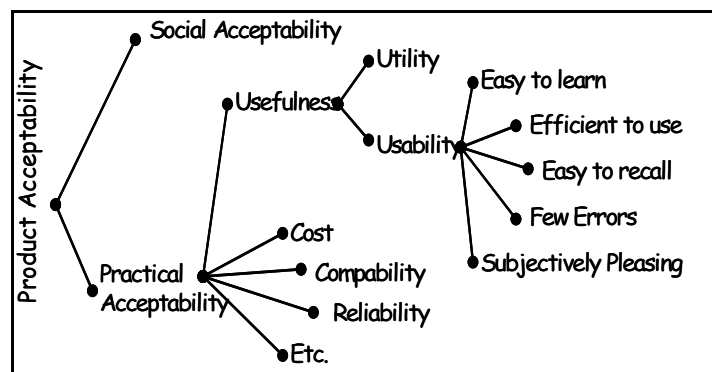 Product Acceptability
Social Acceptability
Practical
Acceptability
Usefulness
Cost
Compability
Reliability
Etc.
Utility
Usability
Easy to learn
Efficient to use
Easy to recall
Few Errors
Subjectively Pleasing